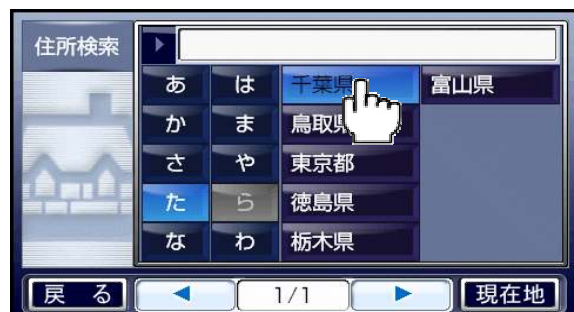 住所検索
あ は 千葉県 富山県
か ま 鳥取県
さ や 東京都
た ら 徳島県
な わ 栃木県
戻 る 1/1 現在地